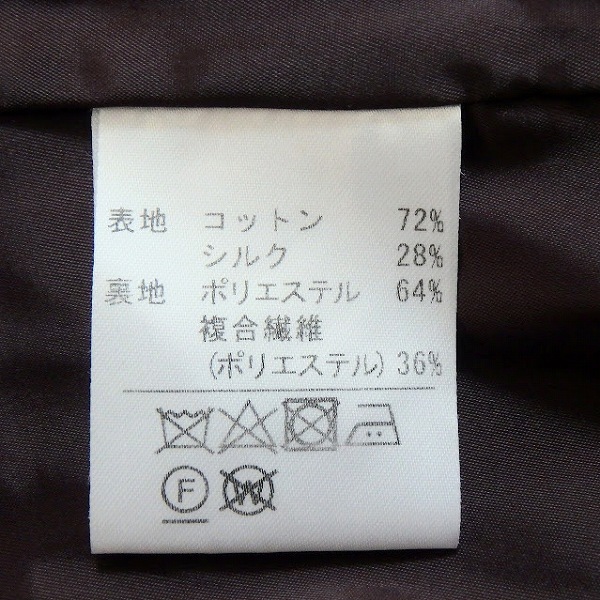 表地 コットン 72%
シルク 28%
裏地 ポリエステル 64%
複合繊維
(ポリエステル) 36%
F W